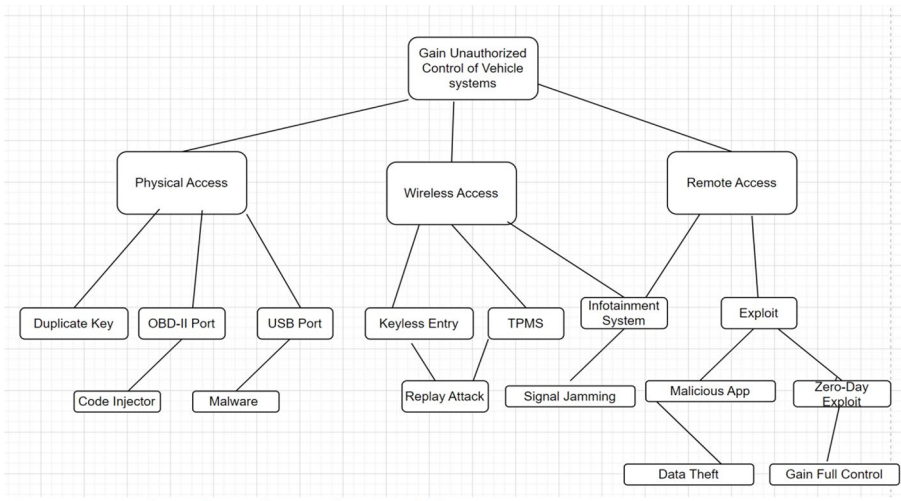 Gain Unauthorized
Control of Vehicle
systems
Physical Access
Wireless Access
Remote Access
Duplicate Key
OBD-II Port
USB Port
Keyless Entry
TPMS
Infotainment
System
Exploit
Code Injector
Malware
Replay Attack
Signal Jamming
Malicious App
Zero-Day
Exploit
Data Theft
Gain Full Control